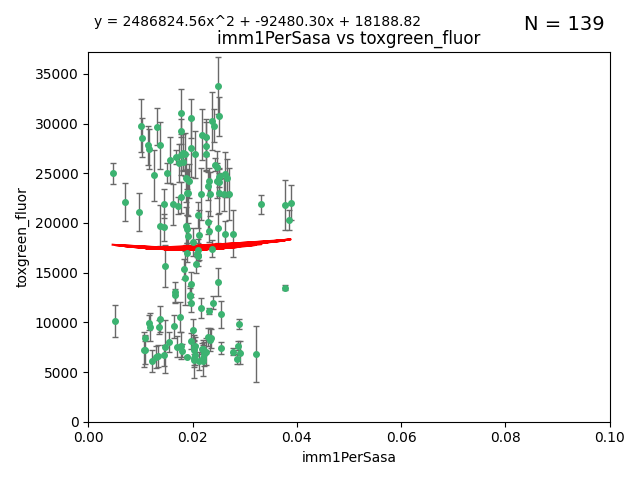 y = 2486824.56x^2 + -92480.30x + 18188.82
N = 139
imm1PerSasa vs toxgreen_fluor
35000
30000
25000
20000
15000
10000
5000
0
toxgreen_fluor
0.00 0.02 0.04 0.06 0.08 0.10
imm1PerSasa